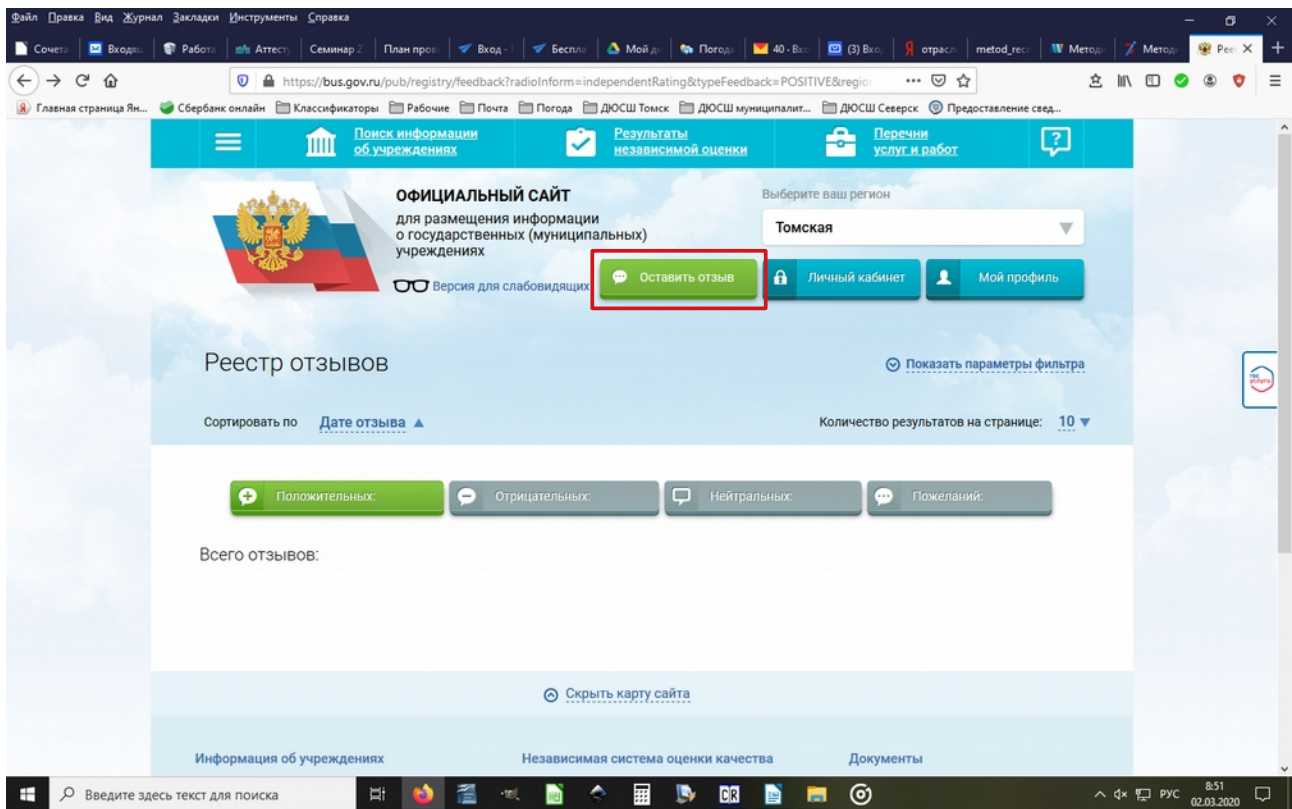 Файл Правка Вид Журнал Закладки Инструменты Справка
Сочета Входящ Работа Аттест Семинар 2 План про Вход - Беспла Мой д Погода 40 - Вхо (3) Вхо отрасл metod_reco Метод Метод Реес
https://bus.gov.ru/pub/registry/feedback?radioInform=independentRating&typeFeedback=POSITIVE&regio
Главная страница Ян... Сбербанк онлайн Классификаторы Рабочие Почта Погода ДЮСШ Томск ДЮСШ муниципалит... ДЮСШ Северск Предоставление свед...
Поиск информации
об учреждениях
Результаты
независимой оценки
Перечни
услуг и работ
ОФИЦИАЛЬНЫЙ САЙТ
для размещения информации
о государственных (муниципальных)
учреждениях
Версия для слабовидящих
Выберите ваш регион
Томская
Оставить отзыв
Личный кабинет
Мой профиль
Реестр отзывов
Показать параметры фильтра
гос
услуги
Сортировать по Дате отзыва
Количество результатов на странице: 10
Положительных:
Отрицательных:
Нейтральных:
Пожеланий:
Всего отзывов:
Скрыть карту сайта
Информация об учреждениях
Независимая система оценки качества
Документы
Введите здесь текст для поиска
CR
РУС
8:51
02.03.2020